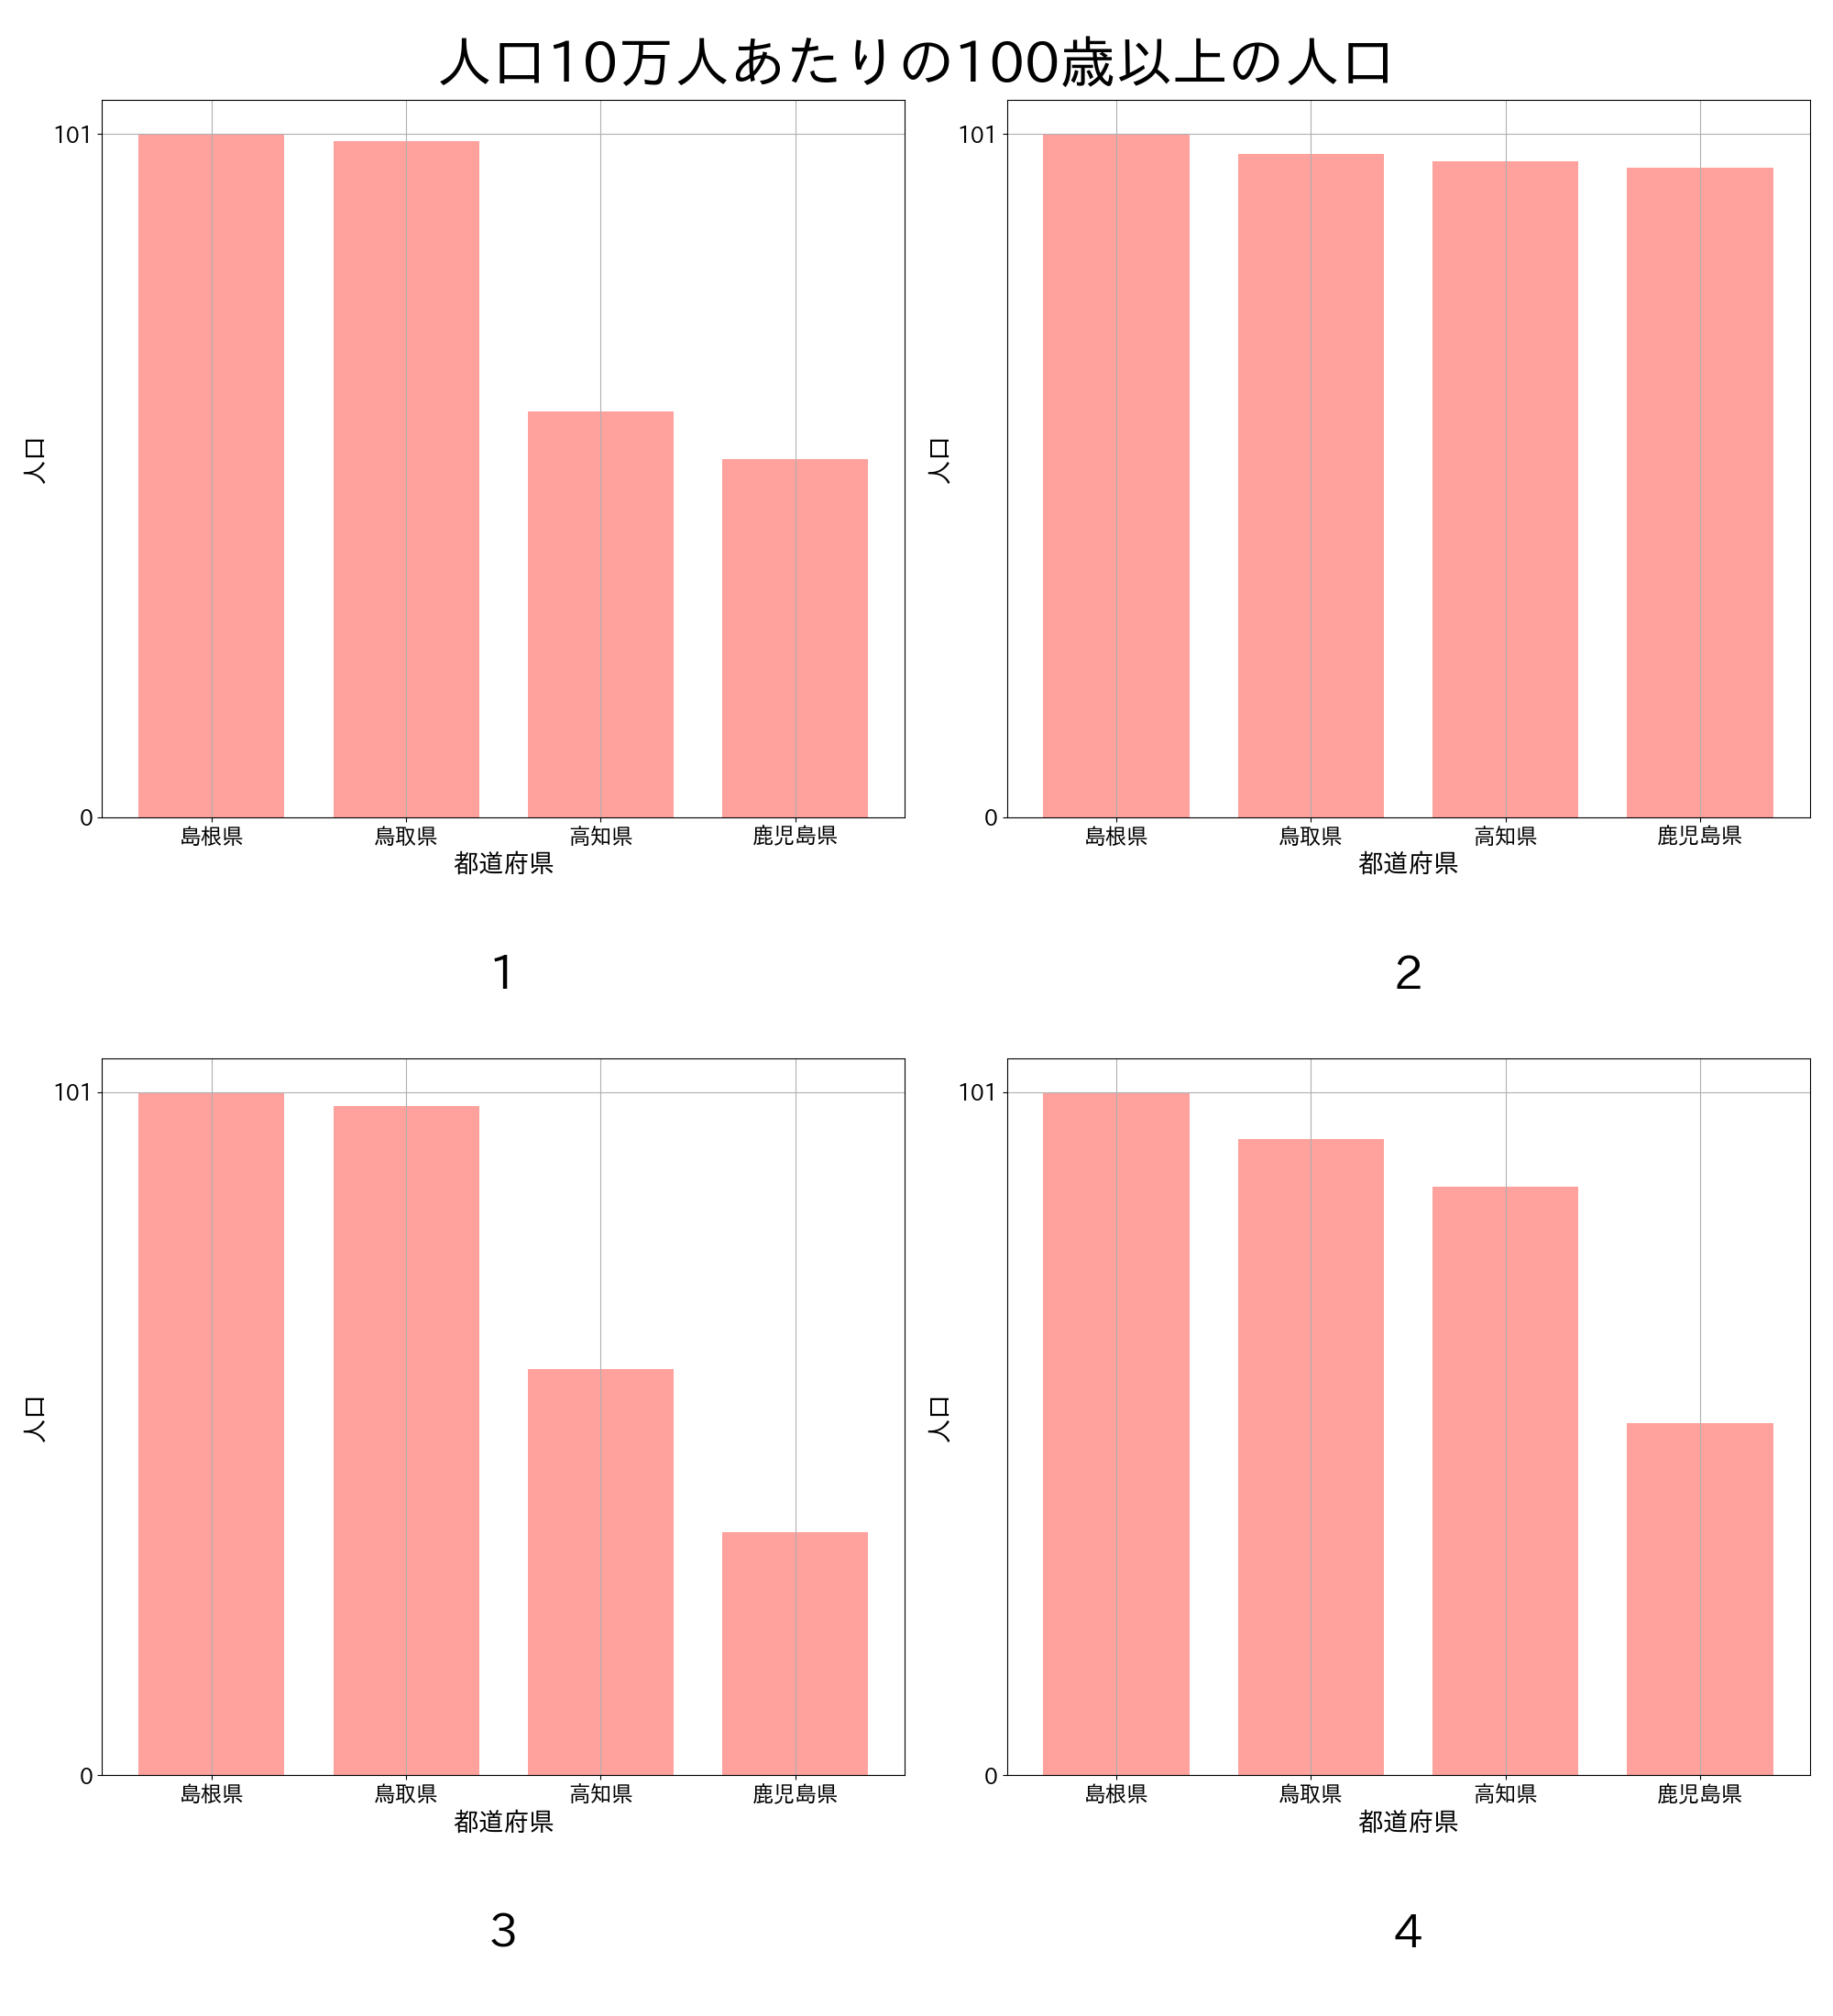 人口10万人あたりの100歳以上の人口
101
0
人口
島根県 鳥取県 高知県 鹿児島県
都道府県
1
101
0
人口
島根県 鳥取県 高知県 鹿児島県
都道府県
2
101
0
人口
島根県 鳥取県 高知県 鹿児島県
都道府県
3
101
0
人口
島根県 鳥取県 高知県 鹿児島県
都道府県
4